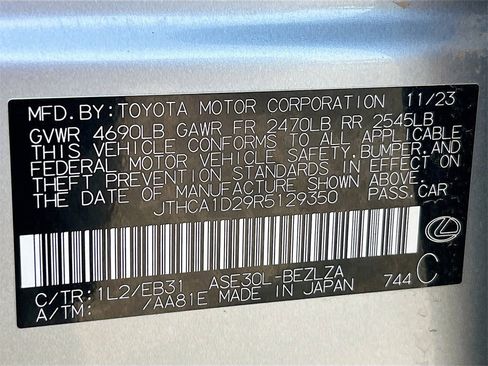 MFD. BY: TOYOTA MOTOR CORPORATION 11/23
GVWR 4690LB GAWR FR 2470LB RR 2545LB
THIS VEHICLE CONFORMS TO ALL APPLICABLE
FEDERAL MOTOR VEHICLE SAFETY, BUMPER, AND
THEFT PREVENTION STANDARDS IN EFFECT ON
THE DATE OF MANUFACTURE SHOWN ABOVE.
JTHCA1D29R5129350 PASS. CAR
C/TR: 1L2/EB31 ASE30L-BEZLZA
A/TM: /AA81E MADE IN JAPAN 744 C